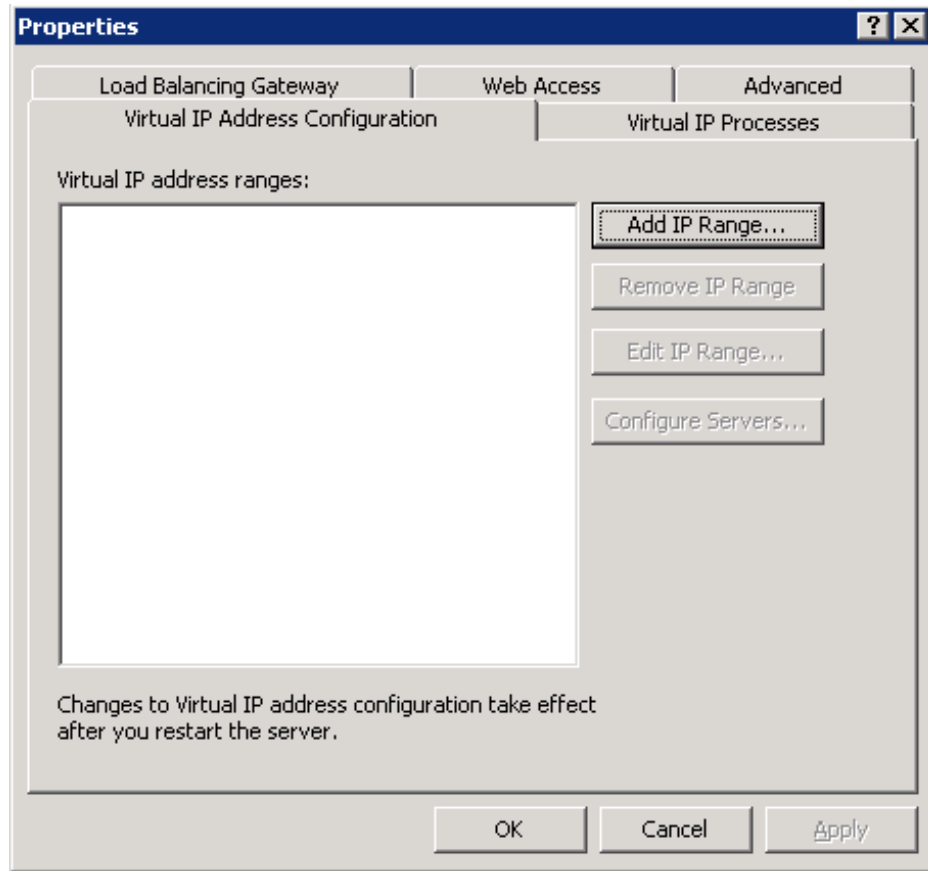 Properties
Load Balancing Gateway
Web Access
Advanced
Virtual IP Address Configuration
Virtual IP Processes
Virtual IP address ranges:
Add IP Range...
Remove IP Range
Edit IP Range...
Configure Servers...
Changes to Virtual IP address configuration take effect
after you restart the server.
OK
Cancel
Apply